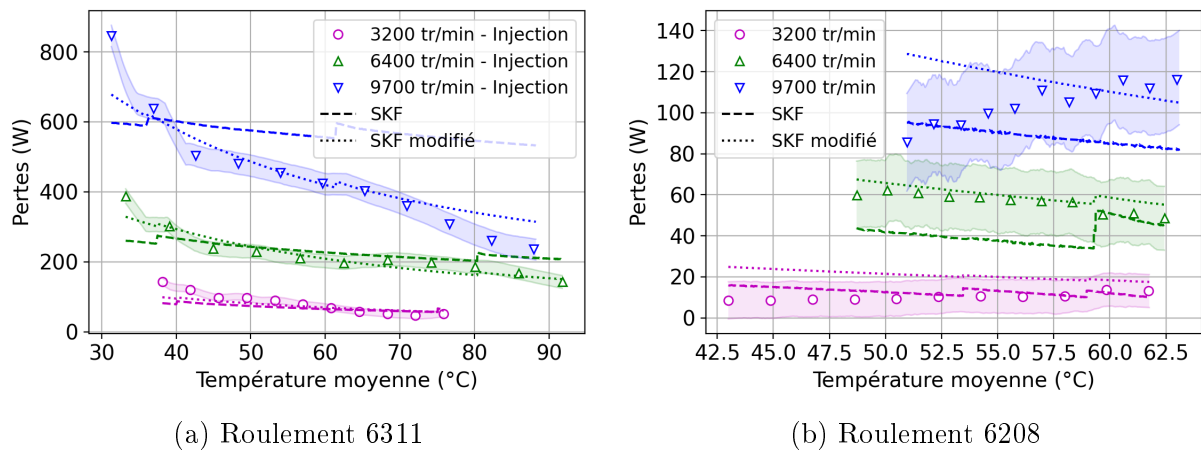 800
600
400
200
0
Pertes (W)
3200 tr/min - Injection
6400 tr/min - Injection
9700 tr/min - Injection
SKF
SKF modifié
30 40 50 60 70 80 90
Température moyenne (°C)
(a) Roulement 6311
140
120
100
80
60
40
20
0
Pertes (W)
3200 tr/min
6400 tr/min
9700 tr/min
SKF
SKF modifié
42.5 45.0 47.5 50.0 52.5 55.0 57.5 60.0 62.5
Température moyenne (°C)
(b) Roulement 6208